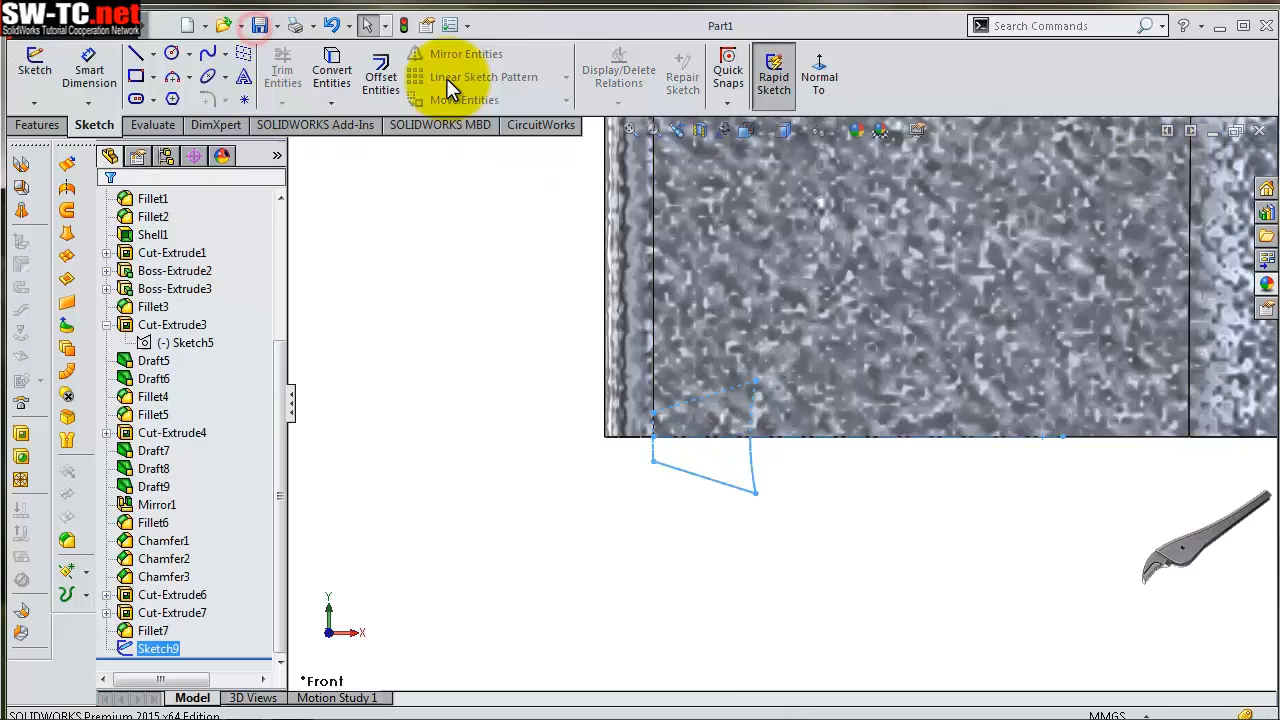 SW-TC.net
SolidWorks Tutorial Cooperation Network
Part1
Search Commands
Sketch
Smart Dimension
Trim Entities
Convert Entities
Offset Entities
Mirror Entities
Linear Sketch Pattern
Move Entities
Display/Delete Relations
Repair Sketch
Quick Snaps
Rapid Sketch
Normal To
Features
Sketch
Evaluate
DimXpert
SOLIDWORKS Add-Ins
SOLIDWORKS MBD
CircuitWorks
Fillet1
Fillet2
Shell1
Cut-Extrude1
Boss-Extrude2
Boss-Extrude3
Fillet3
Cut-Extrude3
(-) Sketch5
Draft5
Draft6
Fillet4
Fillet5
Cut-Extrude4
Draft7
Draft8
Draft9
Mirror1
Fillet6
Chamfer1
Chamfer2
Chamfer3
Cut-Extrude6
Cut-Extrude7
Fillet7
Sketch9
Y
X
*Front
Model
3D Views
Motion Study 1
SOLIDWORKS Premium 2015 x64 Edition
MMGS